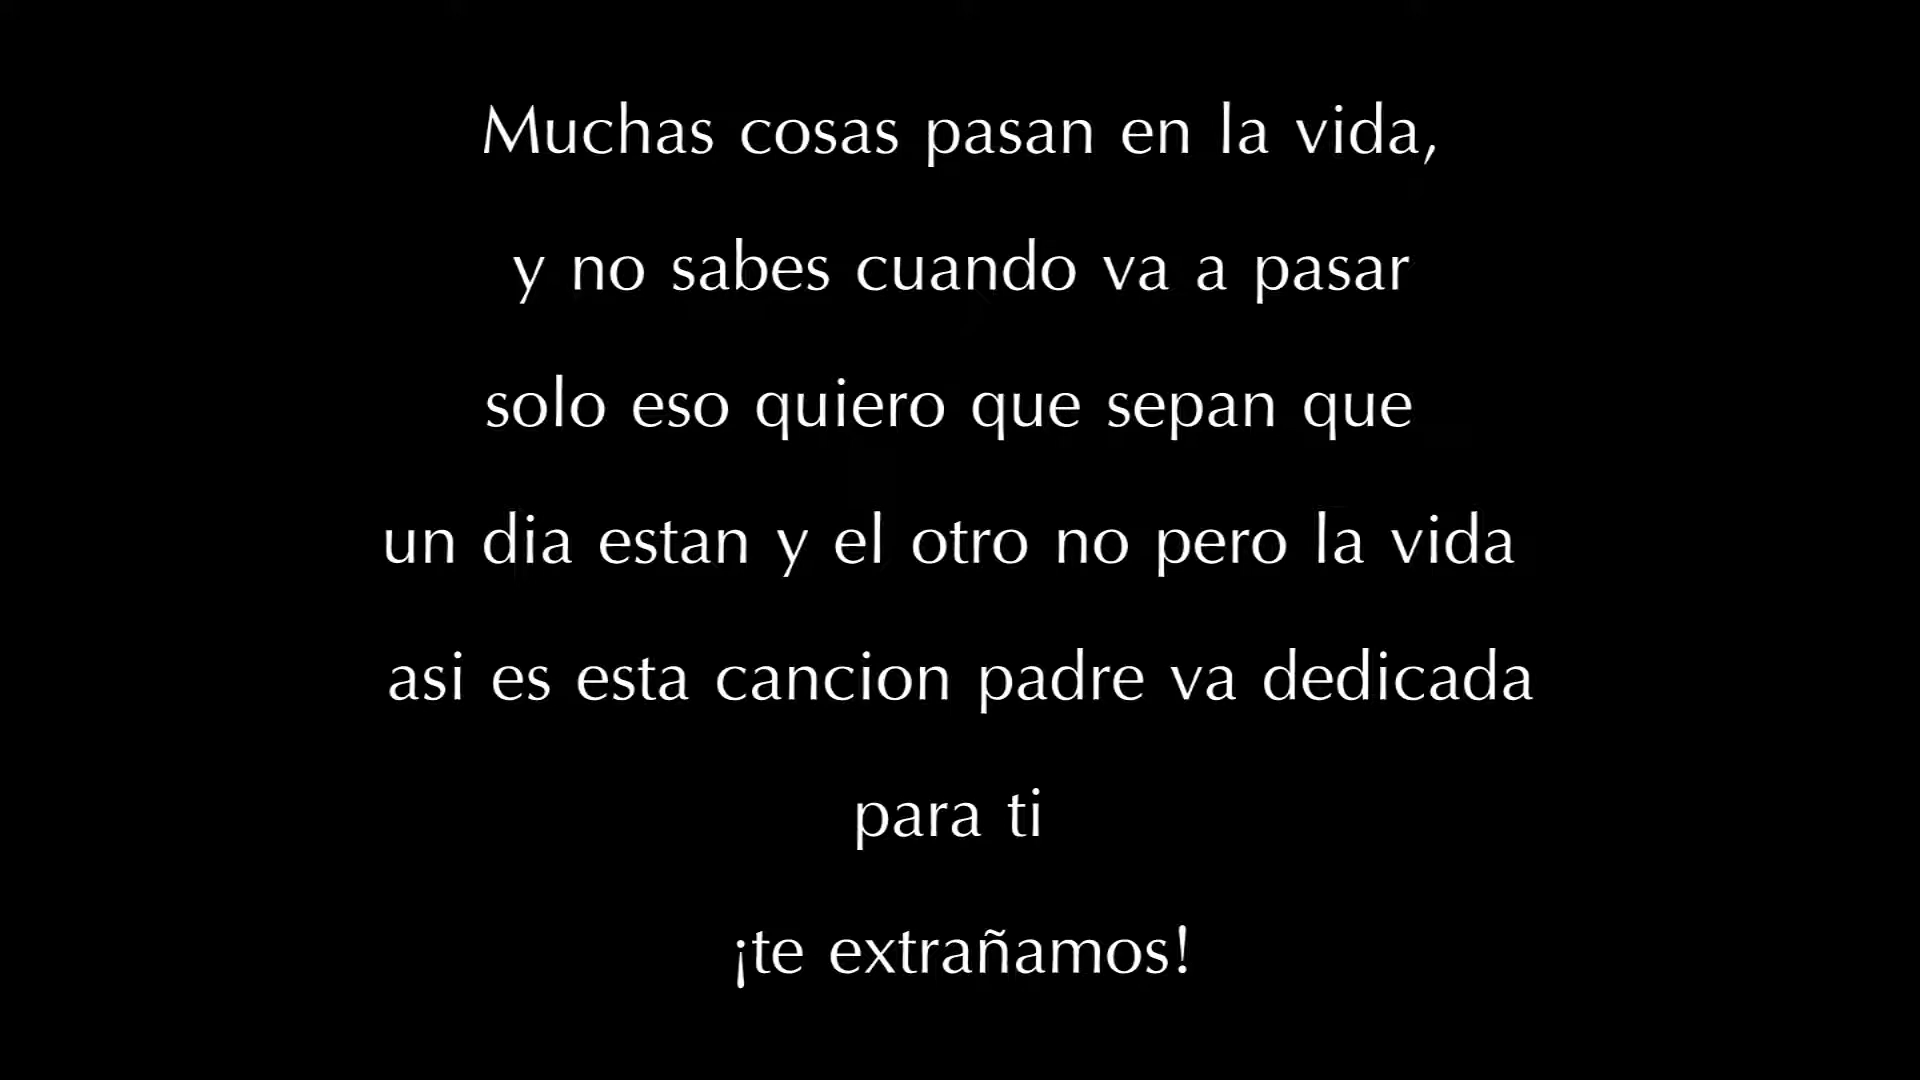 Muchas cosas pasan en la vida,
y no sabes cuando va a pasar
solo eso quiero que sepan que
un dia estan y el otro no pero la vida
asi es esta cancion padre va dedicada
para ti
¡te extrañamos!